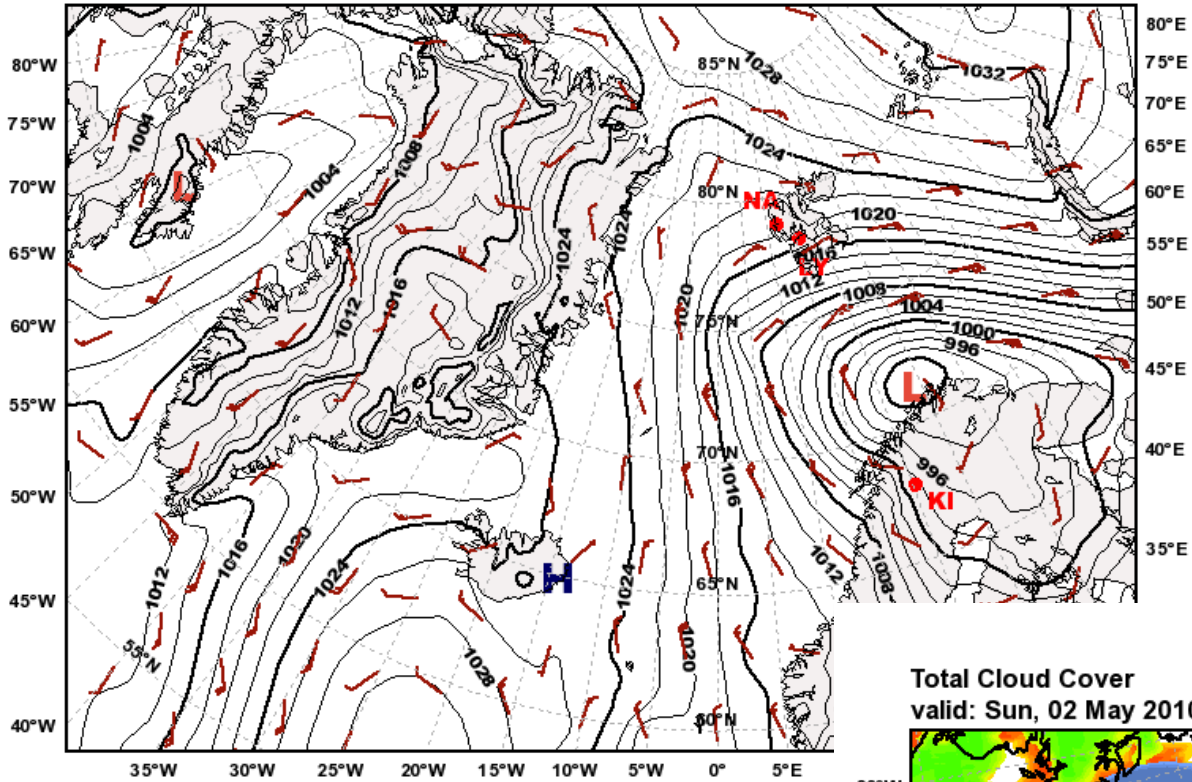 80°W
75°W
70°W
65°W
60°W
55°W
50°W
45°W
40°W
80°E
75°E
70°E
65°E
60°E
55°E
50°E
45°E
40°E
35°E
35°W
30°W
25°W
20°W
15°W
10°W
5°W
0°
5°E
85°N
80°N
75°N
70°N
65°N
60°N
55°N
1028
1032
1004
1008
1004
L
1024
1024
NA
1020
1016
LY
1012
1008
1004
1000
996
L
1024
1012
1016
1020
996
KI
1016
1012
1008
1016
1020
1024
1012
H
1024
1020
1028
Total Cloud Cover
valid: Sun, 02 May 2010